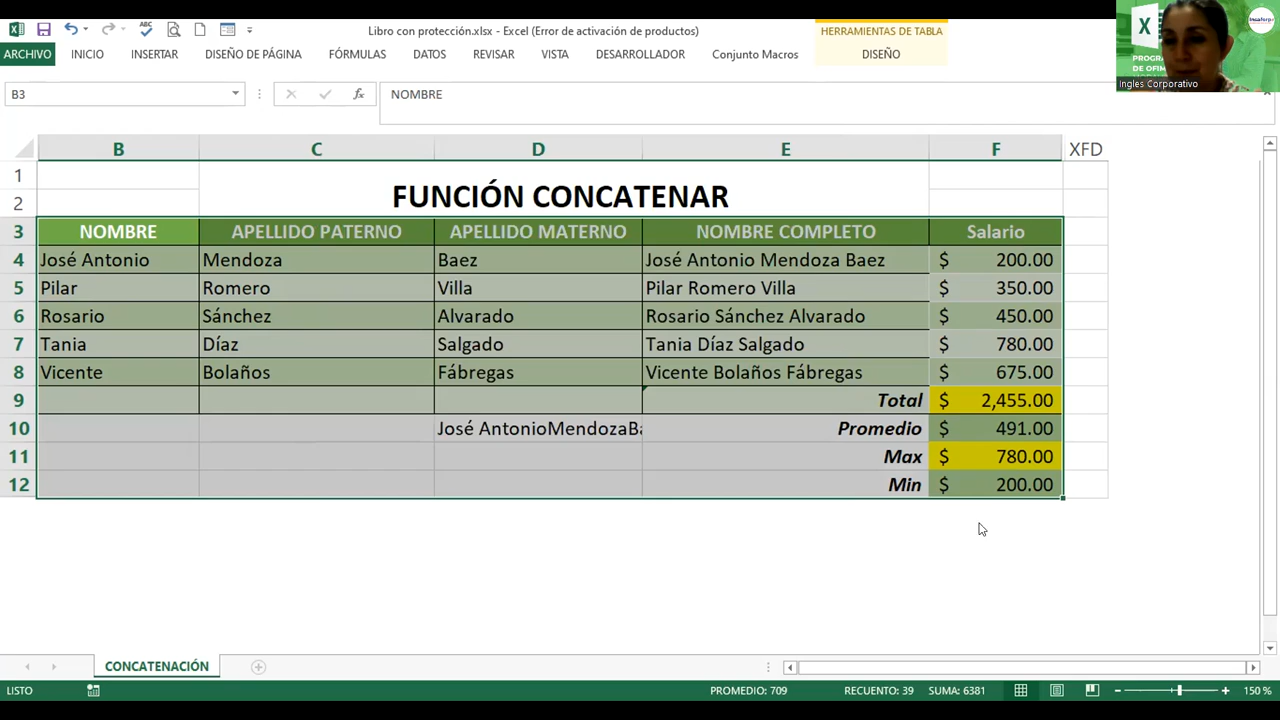 Libro con protección.xlsx - Excel (Error de activación de productos)
HERRAMIENTAS DE TABLA
ARCHIVO INICIO INSERTAR DISEÑO DE PÁGINA FÓRMULAS DATOS REVISAR VISTA DESARROLLADOR Conjunto Macros DISEÑO
PROGRA
DE OFIM
Ingles Corporativo
B3 fx NOMBRE
B C D E F XFD
1
2 FUNCIÓN CONCATENAR
3 NOMBRE APELLIDO PATERNO APELLIDO MATERNO NOMBRE COMPLETO Salario
4 José Antonio Mendoza Baez José Antonio Mendoza Baez $ 200.00
5 Pilar Romero Villa Pilar Romero Villa $ 350.00
6 Rosario Sánchez Alvarado Rosario Sánchez Alvarado $ 450.00
7 Tania Díaz Salgado Tania Díaz Salgado $ 780.00
8 Vicente Bolaños Fábregas Vicente Bolaños Fábregas $ 675.00
9 Total $ 2,455.00
10 José AntonioMendozaBa Promedio $ 491.00
11 Max $ 780.00
12 Min $ 200.00
CONCATENACIÓN
LISTO PROMEDIO: 709 RECUENTO: 39 SUMA: 6381 150 %